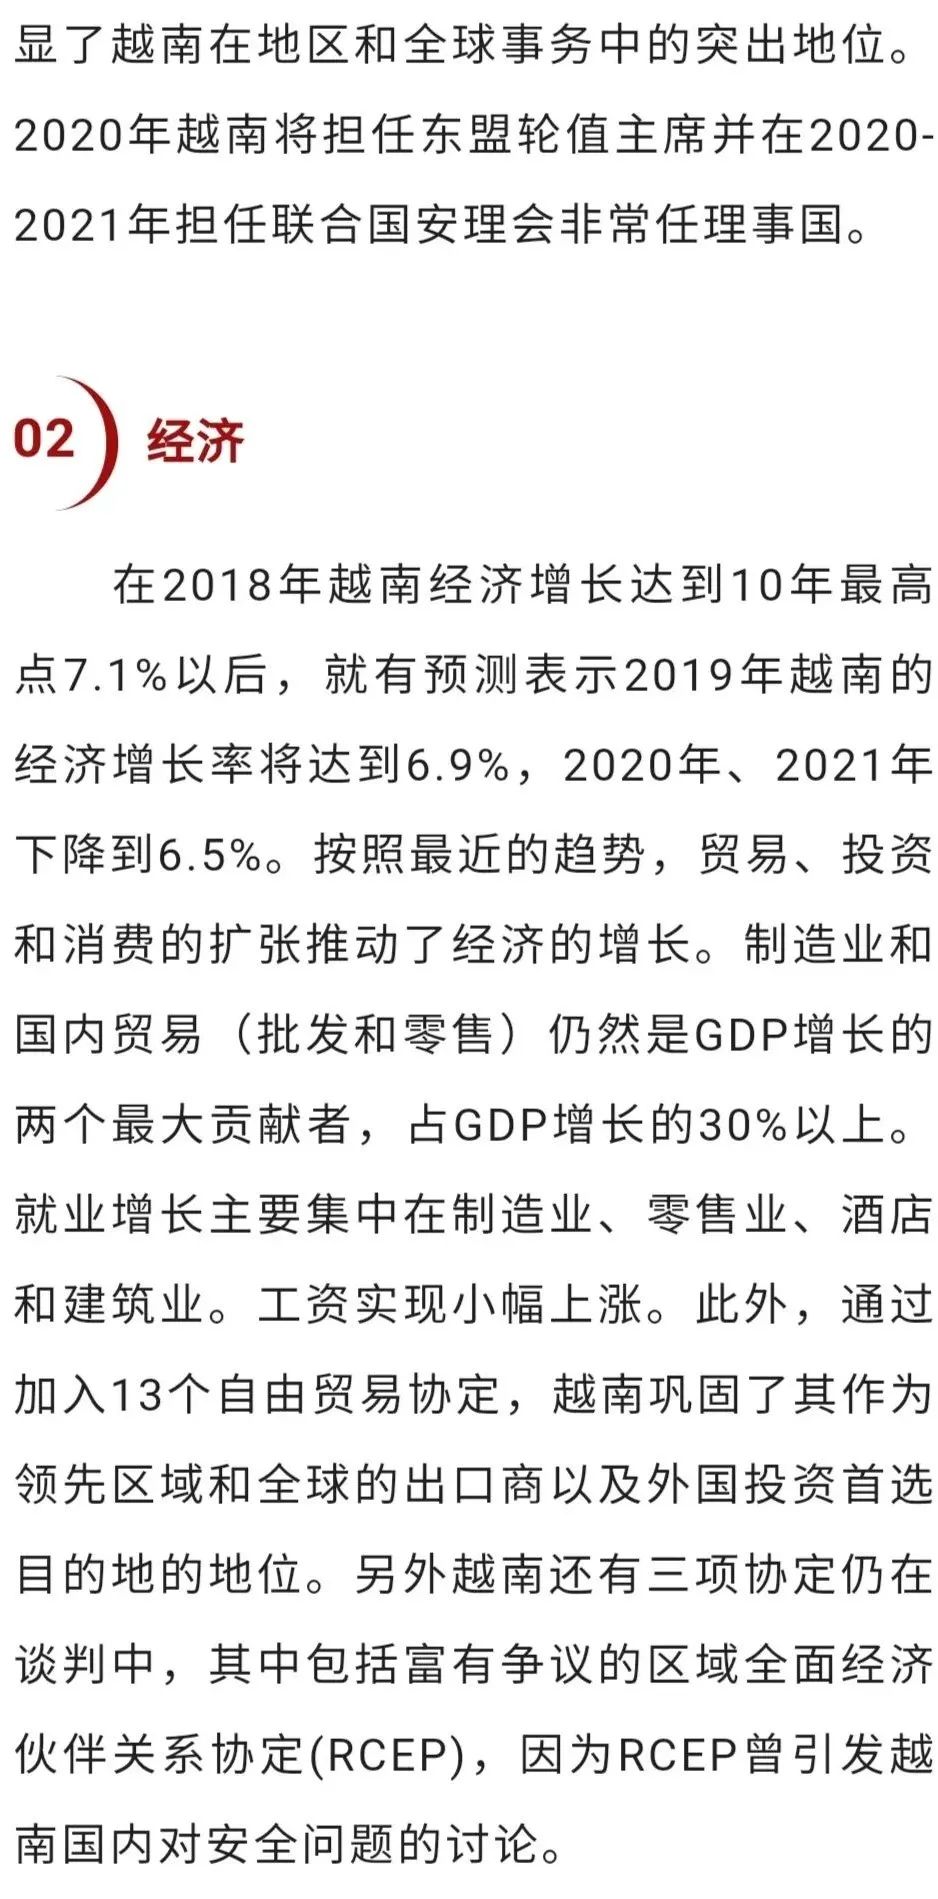 显了越南在地区和全球事务中的突出地位。
2020年越南将担任东盟轮值主席并在2020-
2021年担任联合国安理会非常任理事国。
02 经济
在2018年越南经济增长达到10年最高
点7.1%以后，就有预测表示2019年越南的
经济增长率将达到6.9%，2020年、2021年
下降到6.5%。按照最近的趋势，贸易、投资
和消费的扩张推动了经济的增长。制造业和
国内贸易（批发和零售）仍然是GDP增长的
两个最大贡献者，占GDP增长的30%以上。
就业增长主要集中在制造业、零售业、酒店
和建筑业。工资实现小幅上涨。此外，通过
加入13个自由贸易协定，越南巩固了其作为
领先区域和全球的出口商以及外国投资首选
目的地的地位。另外越南还有三项协定仍在
谈判中，其中包括富有争议的区域全面经济
伙伴关系协定(RCEP)，因为RCEP曾引发越
南国内对安全问题的讨论。